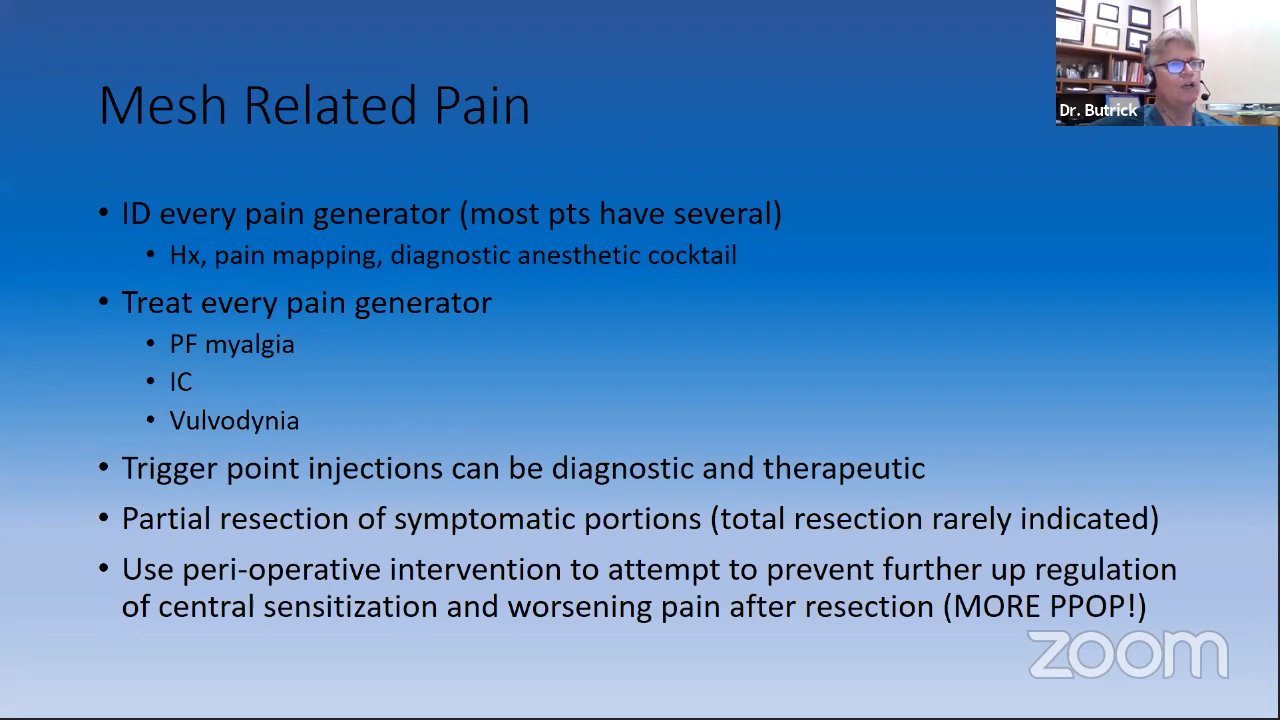 Dr. Butrick
Mesh Related Pain
• ID every pain generator (most pts have several)
• Hx, pain mapping, diagnostic anesthetic cocktail
• Treat every pain generator
• PF myalgia
• IC
• Vulvodynia
• Trigger point injections can be diagnostic and therapeutic
• Partial resection of symptomatic portions (total resection rarely indicated)
• Use peri-operative intervention to attempt to prevent further up regulation
of central sensitization and worsening pain after resection (MORE PPOP!)
zoom